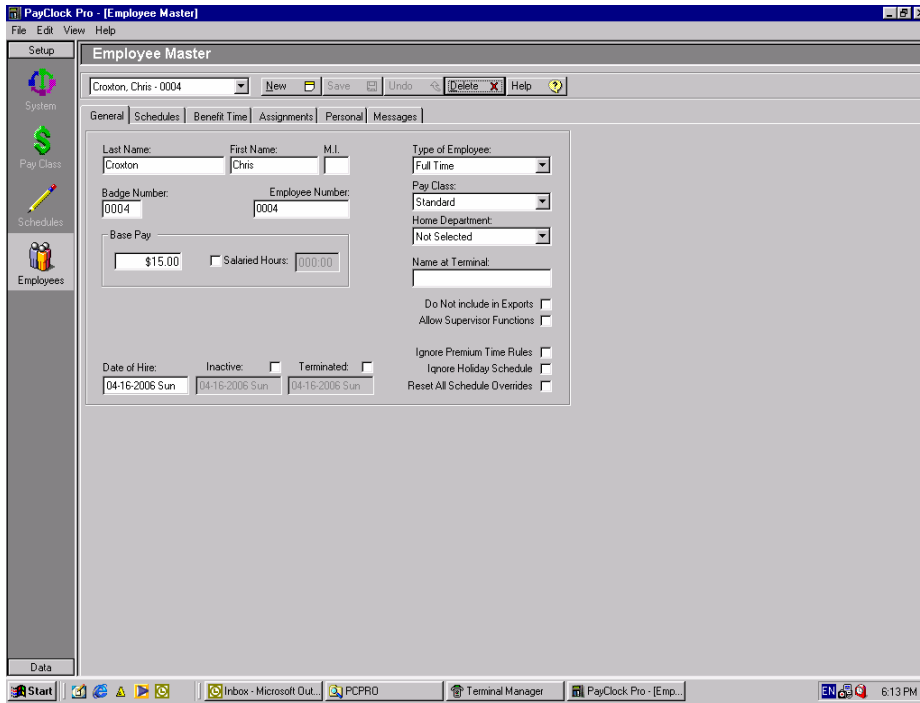 PayClock Pro - [Employee Master]
File Edit View Help
Setup
Employee Master
Croxton, Chris - 0004
New Save Undo Delete X Help
System
General Schedules Benefit Time Assignments Personal Messages
Last Name: First Name: M.I. Type of Employee:
Croxton Chris Full Time
Pay Class
Pay Class:
Badge Number: Employee Number: Standard
0004 0004
Schedules
Home Department:
Base Pay Not Selected
$15.00 Salaried Hours: 000:00 Name at Terminal:
Employees
Do Not include in Exports
Allow Supervisor Functions
Ignore Premium Time Rules
Date of Hire: Inactive: Terminated: Ignore Holiday Schedule
04-16-2006 Sun 04-16-2006 Sun 04-16-2006 Sun Reset All Schedule Overrides
Data
Start Inbox - Microsoft Out... PCPRO Terminal Manager PayClock Pro - [Emp... EN 6:13 PM